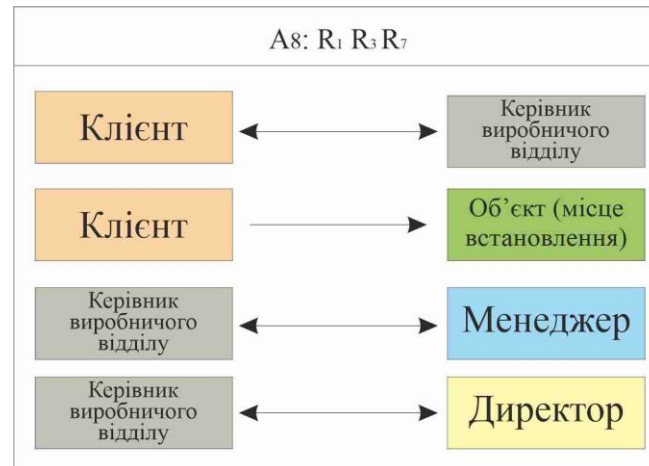 А8: R1 R3 R7
Клієнт
Керівник
виробничого
відділу
Клієнт
Об’єкт (місце
встановлення)
Керівник
виробничого
відділу
Менеджер
Керівник
виробничого
відділу
Директор